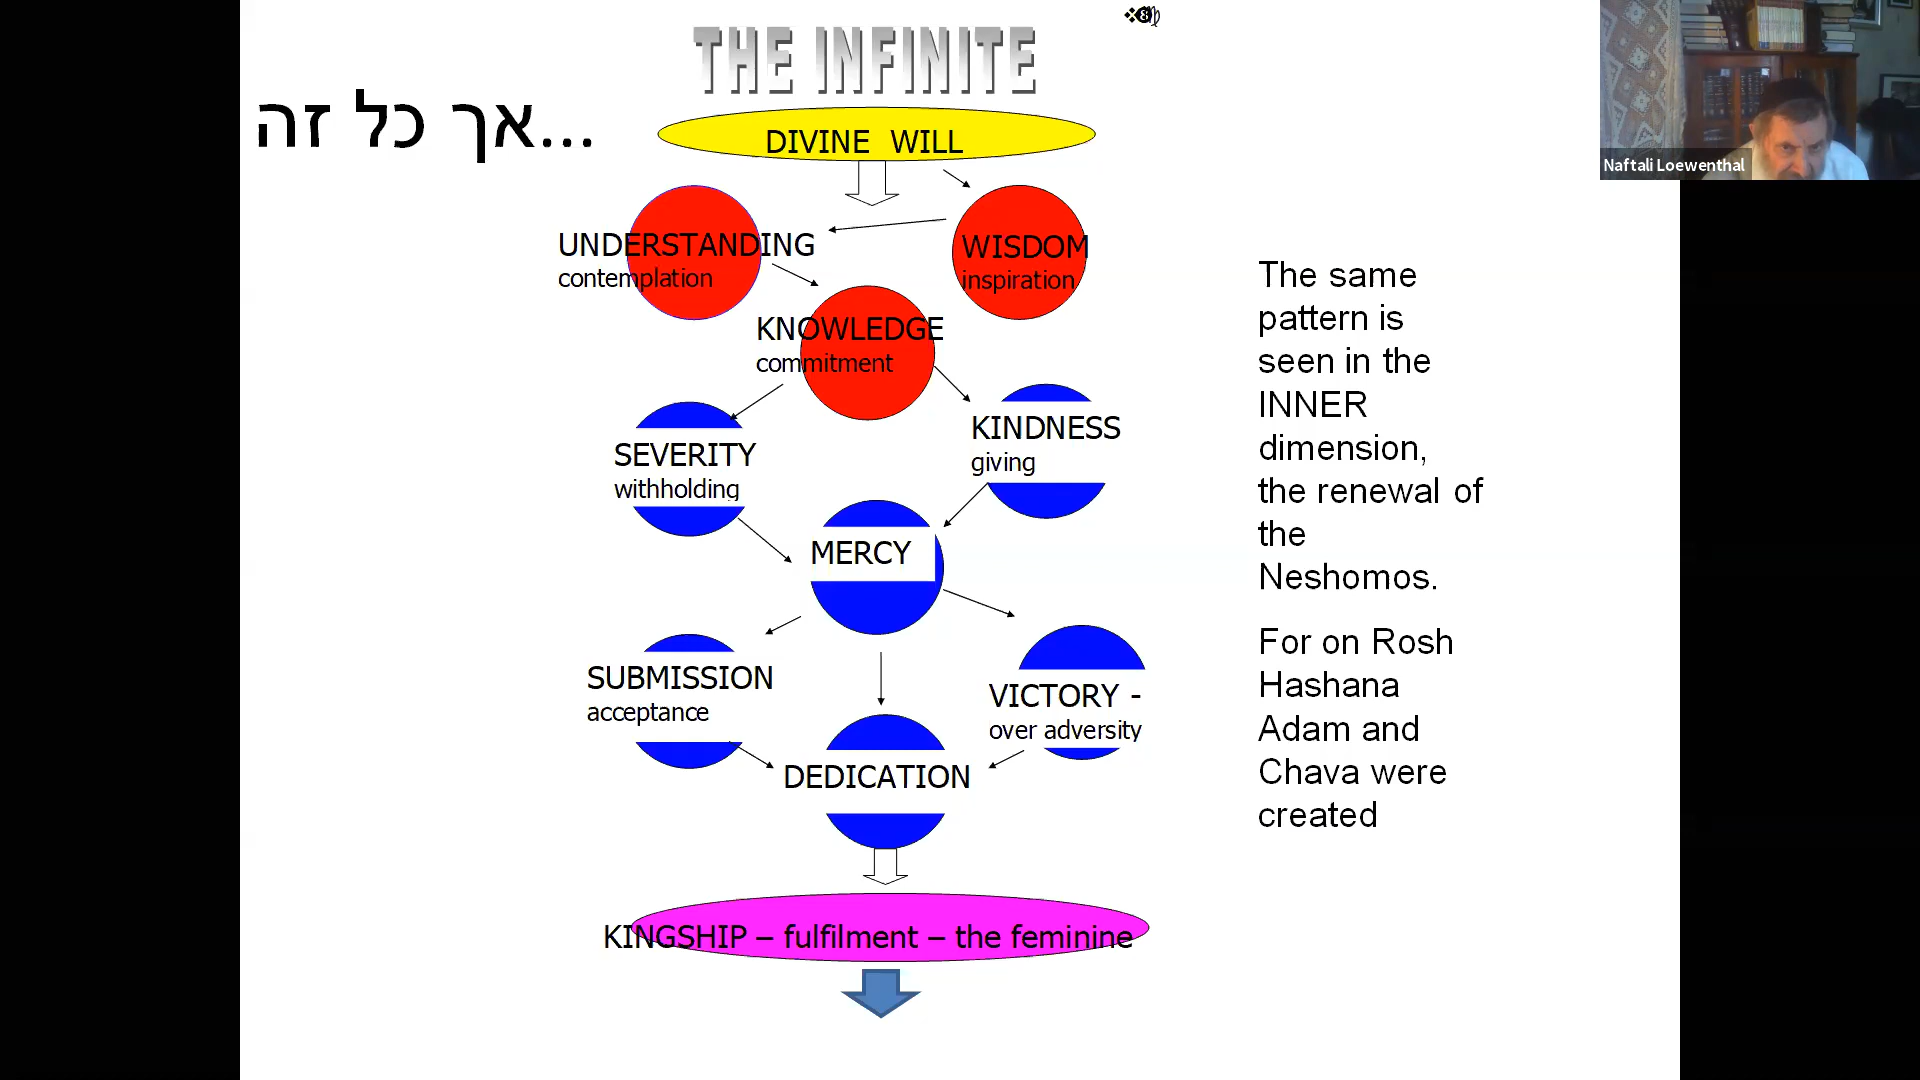 THE INFINITE
אך כל זה...
DIVINE WILL
UNDERSTANDING
contemplation
WISDOM
inspiration
KNOWLEDGE
commitment
SEVERITY
withholding
KINDNESS
giving
MERCY
SUBMISSION
acceptance
VICTORY -
over adversity
DEDICATION
KINGSHIP – fulfilment – the feminine
The same
pattern is
seen in the
INNER
dimension,
the renewal of
the
Neshomos.
For on Rosh
Hashana
Adam and
Chava were
created
Naftali Loewenthal